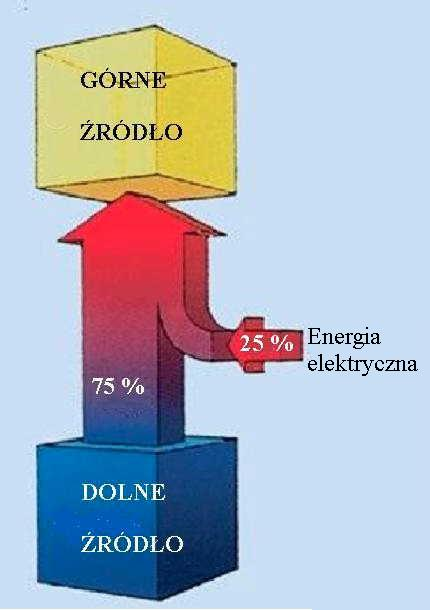 GÓRNE
ŹRÓDŁO
25 %
Energia
elektryczna
75 %
DOLNE
ŹRÓDŁO